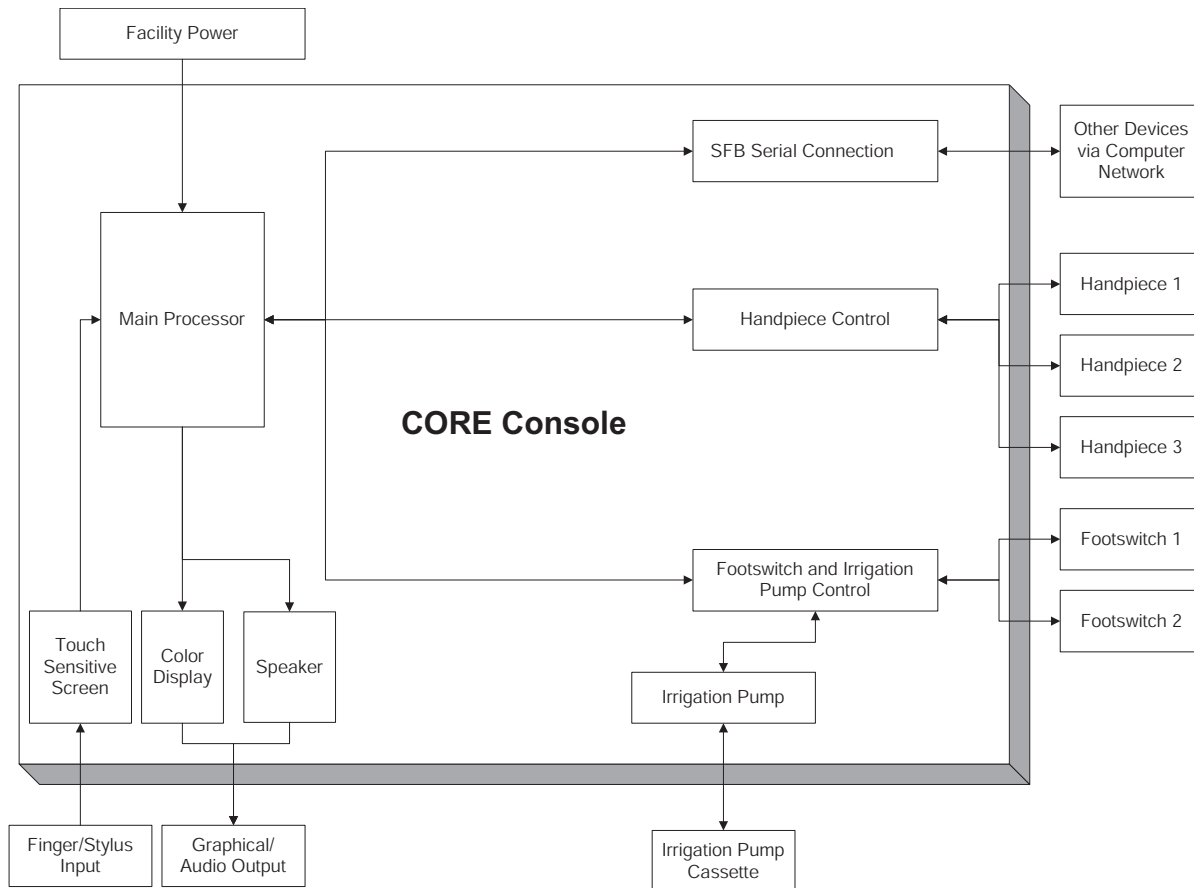 Facility Power
SFB Serial Connection
Other Devices
via Computer
Network
Main Processor
Handpiece Control
Handpiece 1
Handpiece 2
Handpiece 3
CORE Console
Footswitch and Irrigation
Pump Control
Footswitch 1
Footswitch 2
Touch
Sensitive
Screen
Color
Display
Speaker
Irrigation Pump
Finger/Stylus
Input
Graphical/
Audio Output
Irrigation Pump
Cassette